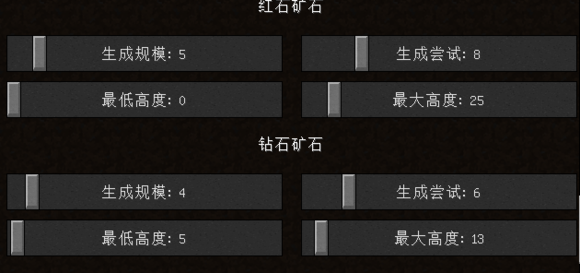 红石矿石
生成规模: 5
生成尝试: 8
最低高度: 0
最大高度: 25
钻石矿石
生成规模: 4
生成尝试: 6
最低高度: 5
最大高度: 13